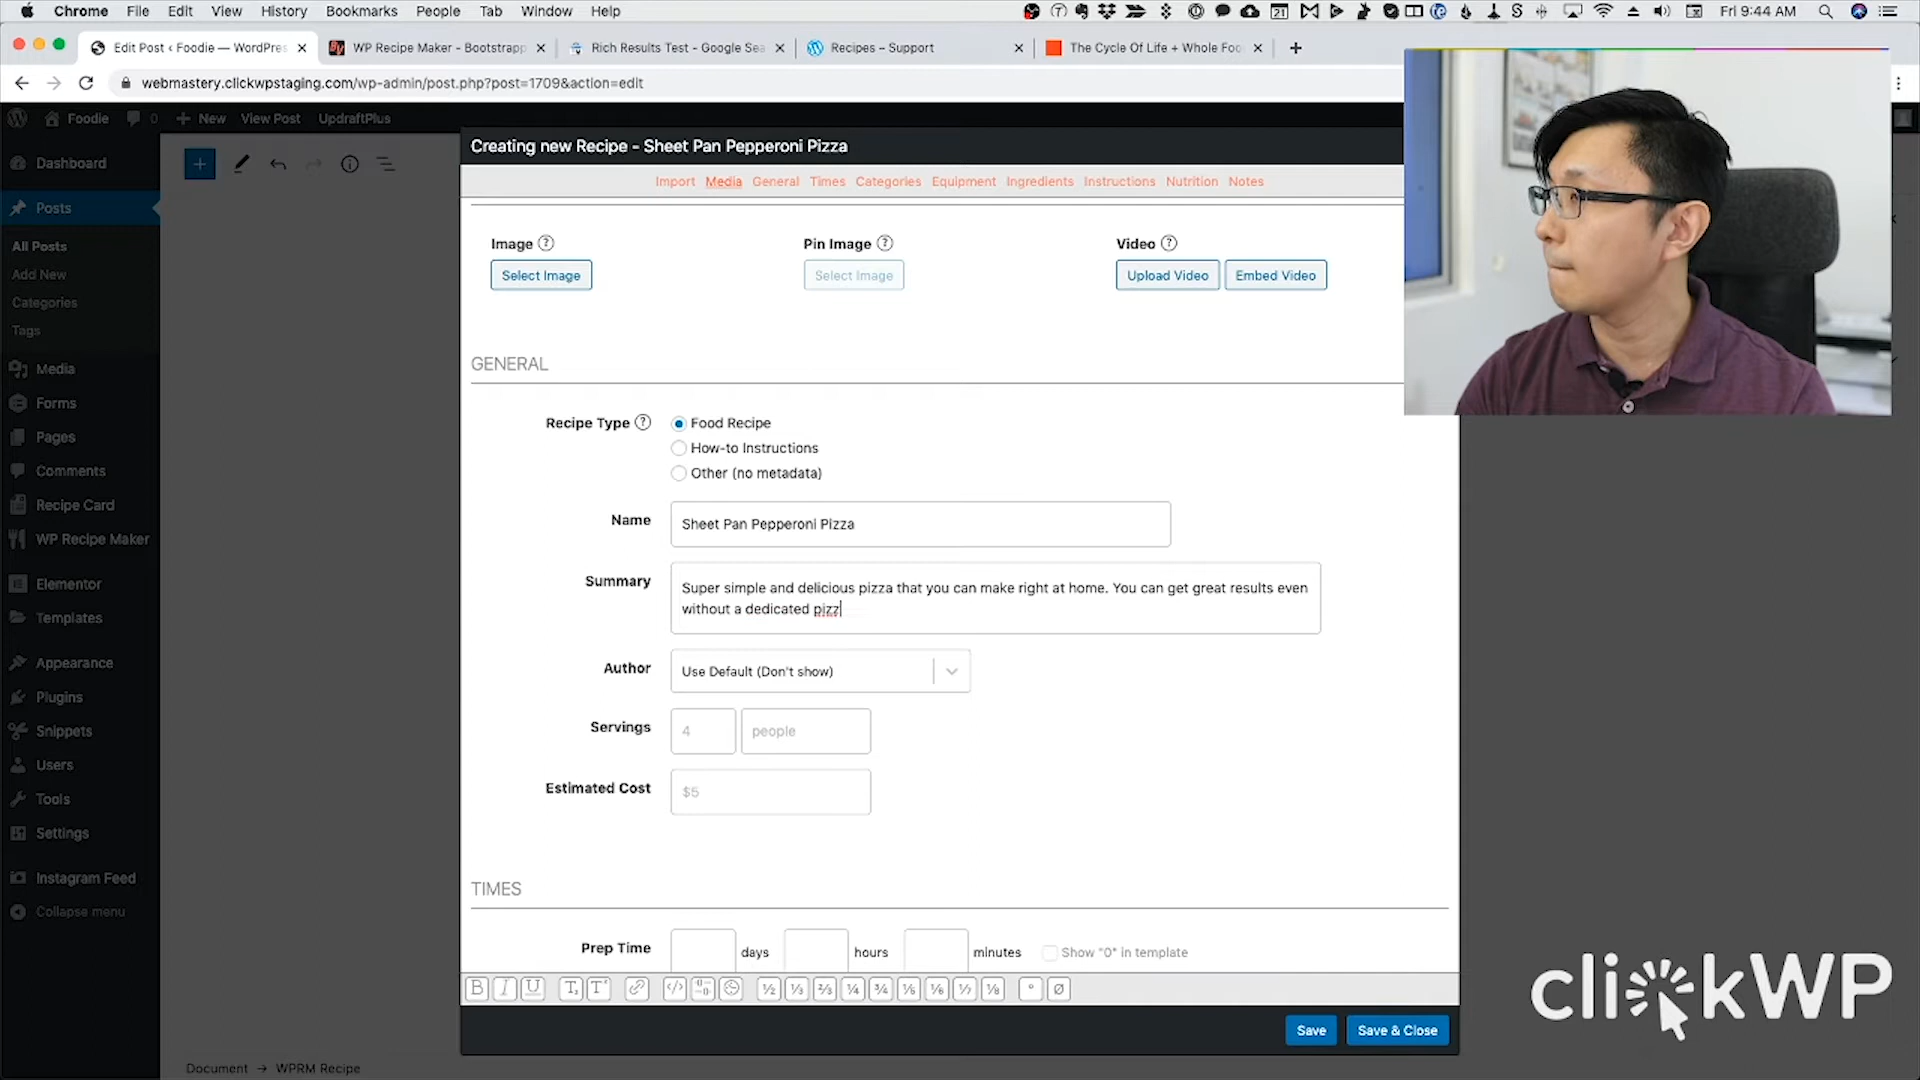 Chrome File Edit View History Bookmarks People Tab Window Help
21
Fri 9:44 AM
Edit Post ‹ Foodie — WordPres
WP Recipe Maker - Bootstrapp
Rich Results Test - Google Sea
Recipes – Support
The Cycle Of Life + Whole Foo
webmastery.clickwpstaging.com/wp-admin/post.php?post=1709&action=edit
Foodie 0 New View Post UpdraftPlus
Dashboard
Posts
All Posts
Add New
Categories
Tags
Media
Forms
Pages
Comments
Recipe Card
WP Recipe Maker
Elementor
Templates
Appearance
Plugins
Snippets
Users
Tools
Settings
Instagram Feed
Collapse menu
Creating new Recipe - Sheet Pan Pepperoni Pizza
Import Media General Times Categories Equipment Ingredients Instructions Nutrition Notes
Image ? Pin Image ? Video ?
Select Image Select Image Upload Video Embed Video
GENERAL
Recipe Type ? Food Recipe
How-to Instructions
Other (no metadata)
Name Sheet Pan Pepperoni Pizza
Summary Super simple and delicious pizza that you can make right at home. You can get great results even
without a dedicated pizz
Author Use Default (Don't show)
Servings 4 people
Estimated Cost $5
TIMES
Prep Time days hours minutes Show "0" in template
B I U T, T' </> ½ ⅓ ⅔ ¼ ¾ ⅕ ⅙ ⅐ ⅛ ° Ø
Save Save & Close
Document → WPRM Recipe
clickWP